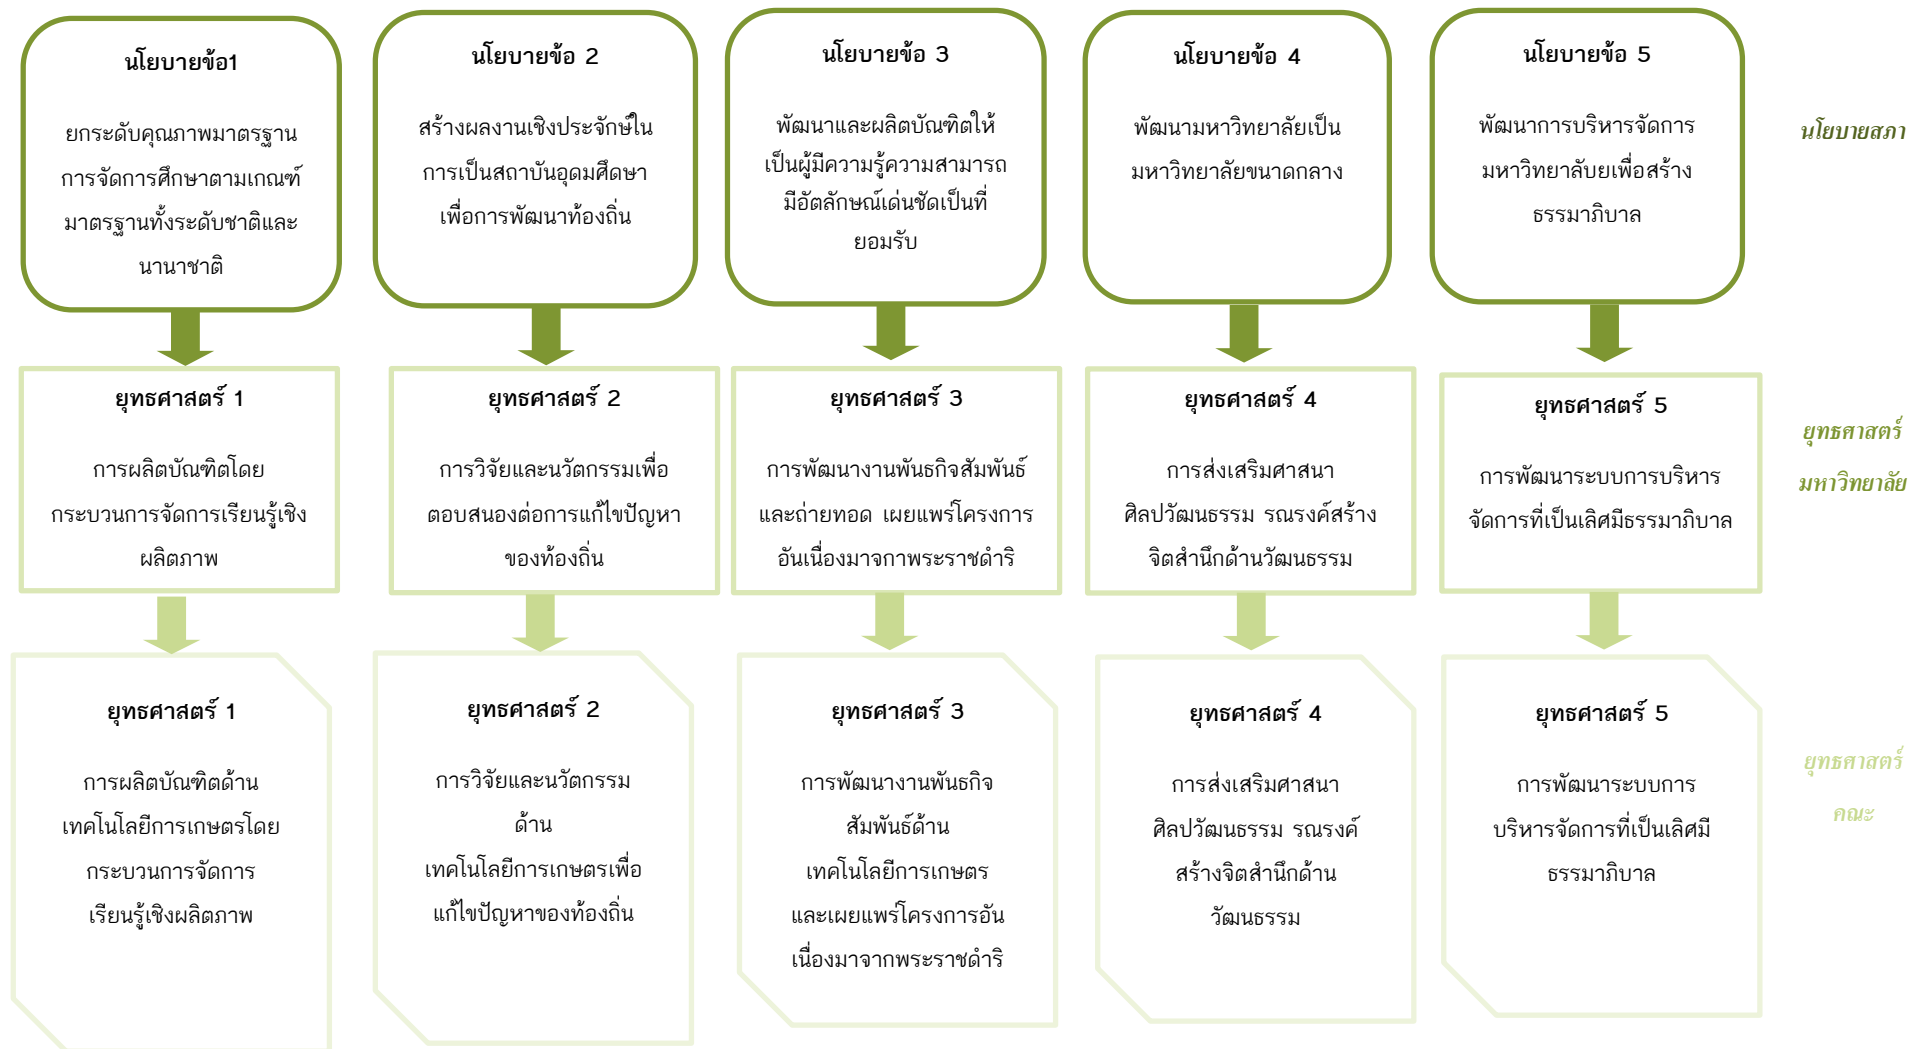 นโยบายข้อ1
ยกระดับคุณภาพมาตรฐาน
การจัดการศึกษาตามเกณฑ์
มาตรฐานทั้งระดับชาติและ
นานาชาติ
นโยบายข้อ 2
สร้างผลงานเชิงประจักษ์ใน
การเป็นสถาบันอุดมศึดษา
เพื่อการพัฒนาท้องถิ่น
นโยบายข้อ 3
พัฒนาและผลิตบัณฑิตให้
เป็นผู้มีความรู้ความสามารถ
มีอัตลักษณ์เด่นชัดเป็นที่
ยอมรับ
นโยบายข้อ 4
พัฒนามหาวิทยาลัยเป็น
มหาวิทยาลัยขนาดกลาง
นโยบายข้อ 5
พัฒนาการบริหารจัดการ
มหาวิทยาลับยเพื่อสร้าง
ธรรมาภิบาล
นโยบายสภา
ยุทธศาสตร์ 1
การผลิตบัณฑิตโดย
กระบวนการจัดการเรียนรู้เชิง
ผลิตภาพ
ยุทธศาสตร์ 2
การวิจัยและนวัตกรรมเพื่อ
ตอบสนองต่อการแก้ไขปัญหา
ของท้องถิ่น
ยุทธศาสตร์ 3
การพัฒนางานพันธกิจสัมพันธ์
และถ่ายทอด เผยแพร่โครงการ
อันเนื่องมาจกาพระราชดำริ
ยุทธศาสตร์ 4
การส่งเสริมศาสนา
ศิลปวัฒนธรรม รณรงค์สร้าง
จิตสำนึกด้านวัฒนธรรม
ยุทธศาสตร์ 5
การพัฒนาระบบการบริหาร
จัดการที่เป็นเลิศมีธรรมาภิบาล
ยุทธศาสตร์
มหาวิทยาลัย
ยุทธศาสตร์ 1
การผลิตบัณฑิตด้าน
เทคโนโลยีการเกษตรโดย
กระบวนการจัดการ
เรียนรู้เชิงผลิตภาพ
ยุทธศาสตร์ 2
การวิจัยและนวัตกรรม
ด้าน
เทคโนโลยีการเกษตรเพื่อ
แก้ไขปัญหาของท้องถิ่น
ยุทธศาสตร์ 3
การพัฒนางานพันธกิจ
สัมพันธ์ด้าน
เทคโนโลยีการเกษตร
และเผยแพร่โครงการอัน
เนื่องมาจากพระราชดำริ
ยุทธศาสตร์ 4
การส่งเสริมศาสนา
ศิลปวัฒนธรรม รณรงค์
สร้างจิตสำนึกด้าน
วัฒนธรรม
ยุทธศาสตร์ 5
การพัฒนาระบบการ
บริหารจัดการที่เป็นเลิศมี
ธรรมาภิบาล
ยุทธศาสตร์
คณะ